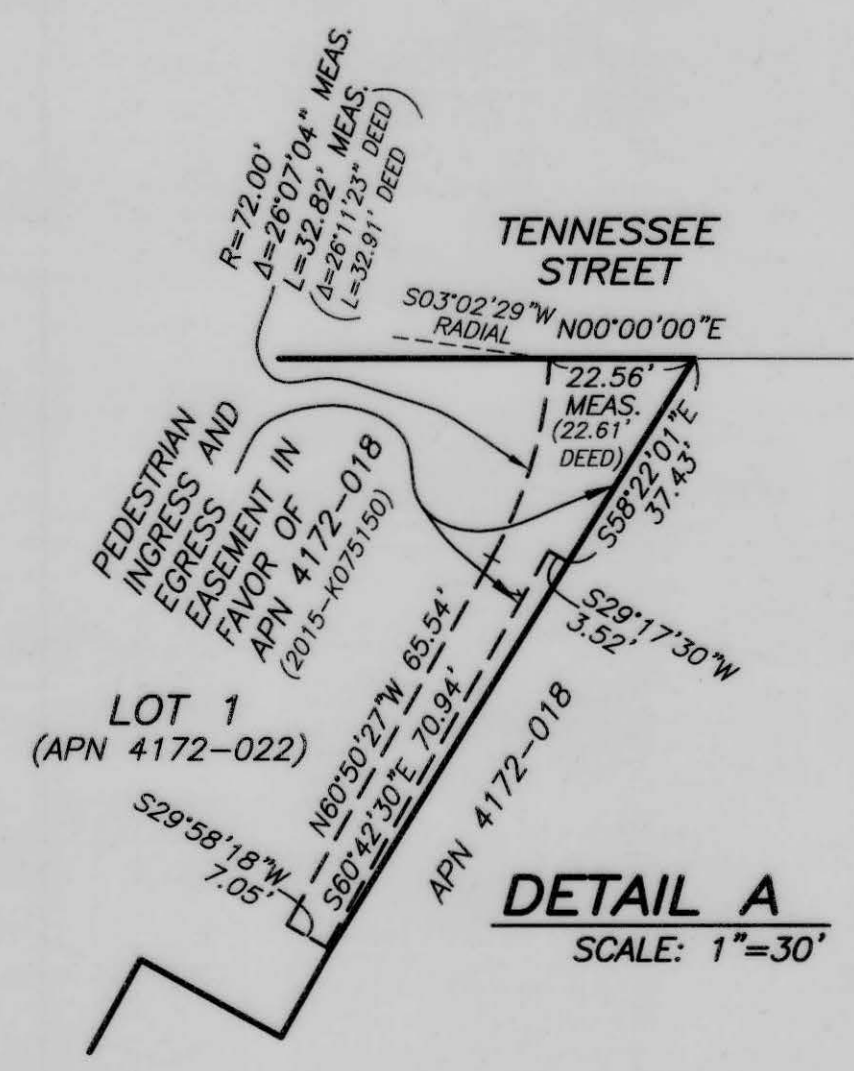 R=72.00'
Δ=26°07'04" MEAS.
L=32.82' MEAS.
(Δ=26°11'23" DEED
L=32.91' DEED)
TENNESSEE
STREET
S03°02'29"W
RADIAL
N00°00'00"E
22.56'
MEAS.
(22.61'
DEED)
S58°22'01"E
37.43'
PEDESTRIAN
INGRESS AND
EGRESS
EASEMENT IN
FAVOR OF
APN 4172-018
(2015-K075150)
S29°17'30"W
3.52'
LOT 1
(APN 4172-022)
N60°50'27"W 65.54'
S60°42'30"E 70.94'
S29°58'18"W
7.05'
APN 4172-018
DETAIL A
SCALE: 1"=30'